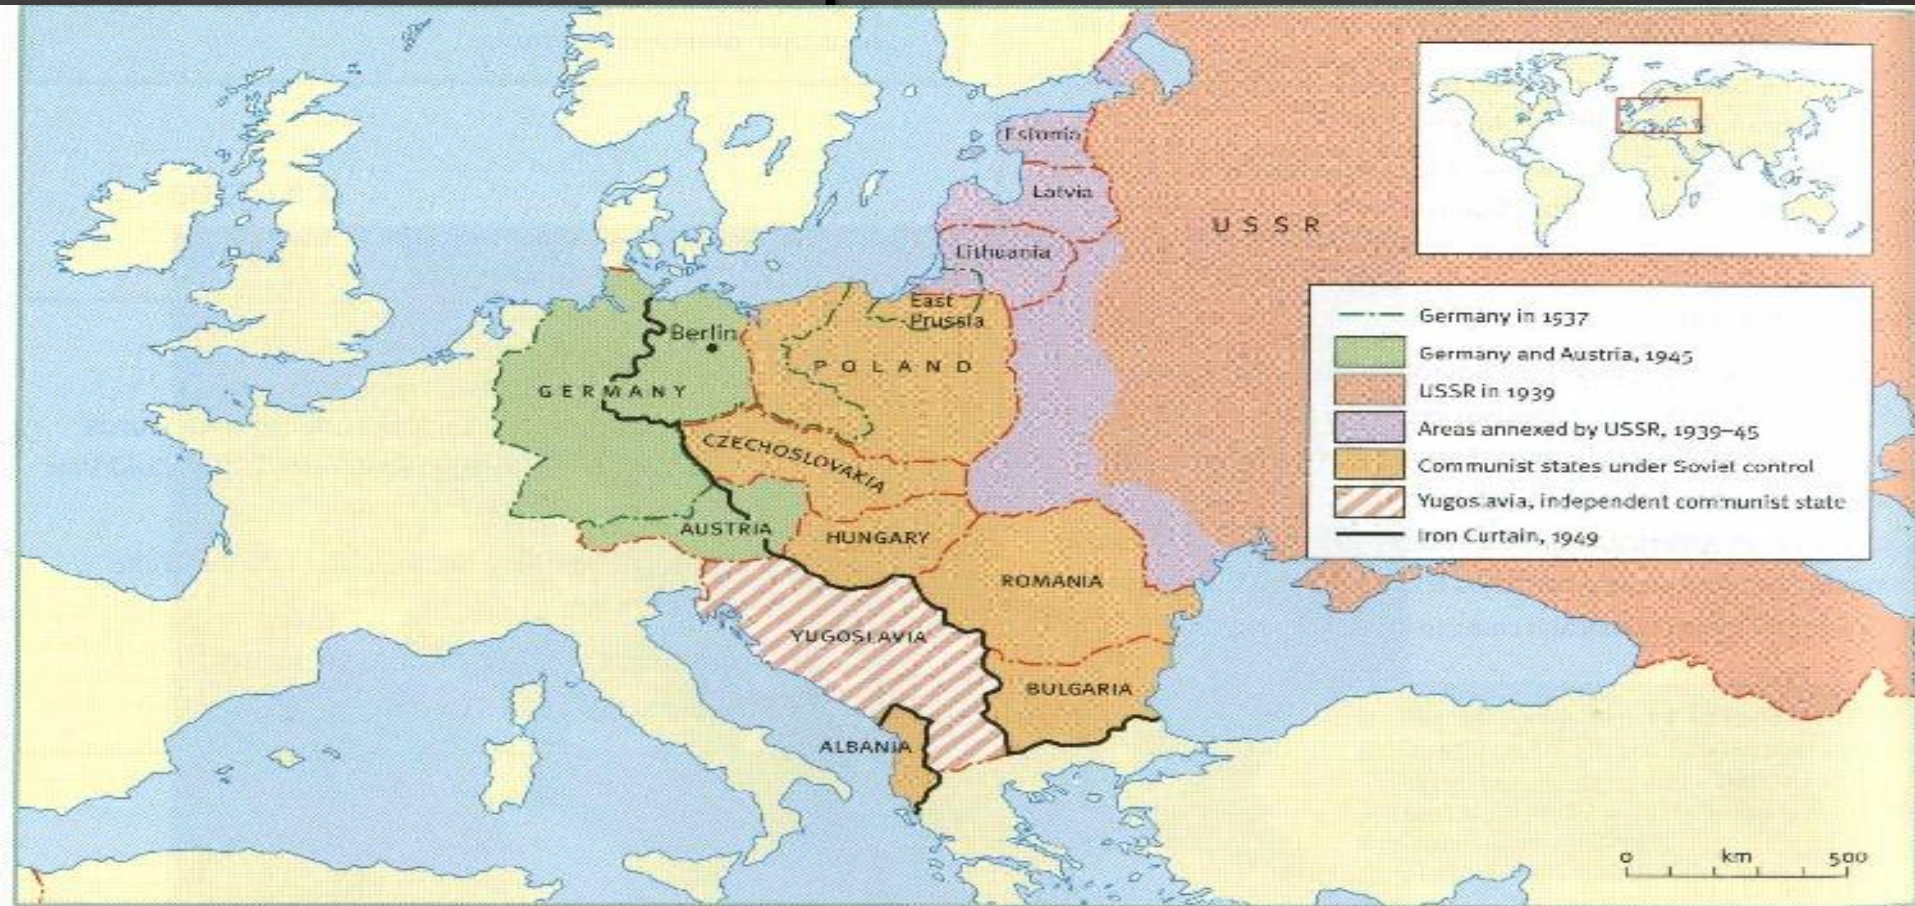 Estonia
Latvia
USSR
Lithuania
East
Prussia
Berlin
POLAND
GERMANY
CZECHOSLOVAKIA
AUSTRIA
HUNGARY
ROMANIA
YUGOSLAVIA
BULGARIA
ALBANIA
Germany in 1537
Germany and Austria, 1945
USSR in 1939
Areas annexed by USSR, 1939–45
Communist states under Soviet control
Yugoslavia, independent communist state
Iron Curtain, 1949
0 km 500